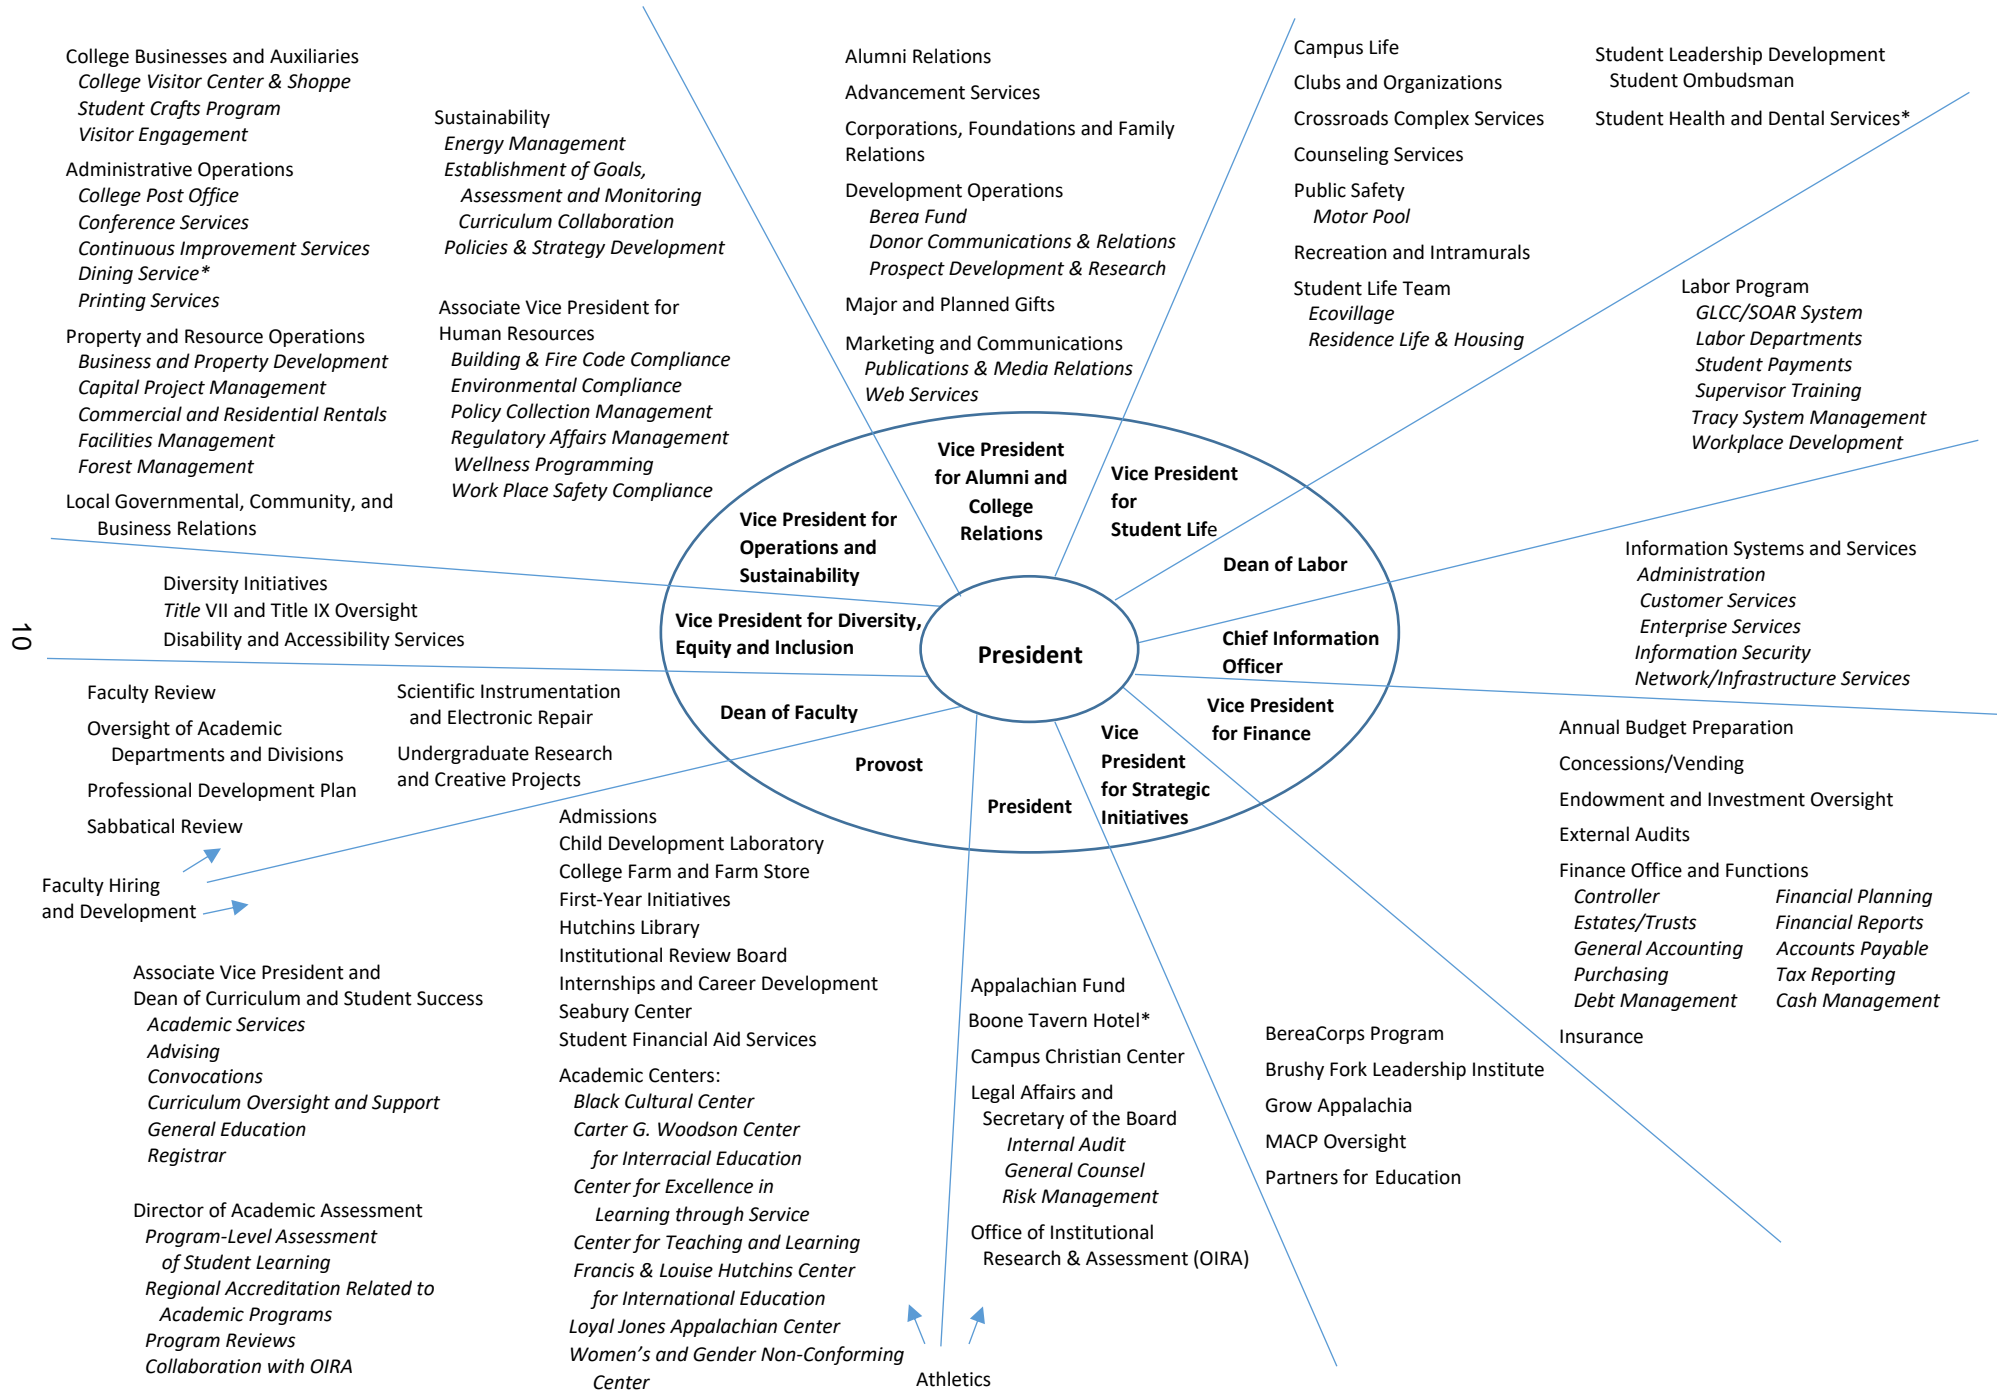 College Businesses and Auxiliaries
College Visitor Center & Shoppe
Student Crafts Program
Visitor Engagement
Administrative Operations
College Post Office
Conference Services
Continuous Improvement Services
Dining Service*
Printing Services
Property and Resource Operations
Business and Property Development
Capital Project Management
Commercial and Residential Rentals
Facilities Management
Forest Management
Local Governmental, Community, and
Business Relations
Sustainability
Energy Management
Establishment of Goals,
Assessment and Monitoring
Curriculum Collaboration
Policies & Strategy Development
Associate Vice President for
Human Resources
Building & Fire Code Compliance
Environmental Compliance
Policy Collection Management
Regulatory Affairs Management
Wellness Programming
Work Place Safety Compliance
Alumni Relations
Advancement Services
Corporations, Foundations and Family
Relations
Development Operations
Berea Fund
Donor Communications & Relations
Prospect Development & Research
Major and Planned Gifts
Marketing and Communications
Publications & Media Relations
Web Services
Campus Life
Clubs and Organizations
Crossroads Complex Services
Counseling Services
Public Safety
Motor Pool
Recreation and Intramurals
Student Life Team
Ecovillage
Residence Life & Housing
Student Leadership Development
Student Ombudsman
Student Health and Dental Services*
Labor Program
GLCC/SOAR System
Labor Departments
Student Payments
Supervisor Training
Tracy System Management
Workplace Development
Vice President
for Alumni and
College
Relations
Vice President
for
Student Life
Vice President for
Operations and
Sustainability
Dean of Labor
Vice President for Diversity,
Equity and Inclusion
President
Chief Information
Officer
Dean of Faculty
Vice President
for Finance
Provost
President
Vice
President
for Strategic
Initiatives
Information Systems and Services
Administration
Customer Services
Enterprise Services
Information Security
Network/Infrastructure Services
Diversity Initiatives
Title VII and Title IX Oversight
Disability and Accessibility Services
10
Faculty Review
Oversight of Academic
Departments and Divisions
Professional Development Plan
Sabbatical Review
Scientific Instrumentation
and Electronic Repair
Undergraduate Research
and Creative Projects
Faculty Hiring
and Development
Associate Vice President and
Dean of Curriculum and Student Success
Academic Services
Advising
Convocations
Curriculum Oversight and Support
General Education
Registrar
Director of Academic Assessment
Program-Level Assessment
of Student Learning
Regional Accreditation Related to
Academic Programs
Program Reviews
Collaboration with OIRA
Admissions
Child Development Laboratory
College Farm and Farm Store
First-Year Initiatives
Hutchins Library
Institutional Review Board
Internships and Career Development
Seabury Center
Student Financial Aid Services
Academic Centers:
Black Cultural Center
Carter G. Woodson Center
for Interracial Education
Center for Excellence in
Learning through Service
Center for Teaching and Learning
Francis & Louise Hutchins Center
for International Education
Loyal Jones Appalachian Center
Women's and Gender Non-Conforming
Center
Athletics
Appalachian Fund
Boone Tavern Hotel*
Campus Christian Center
Legal Affairs and
Secretary of the Board
Internal Audit
General Counsel
Risk Management
Office of Institutional
Research & Assessment (OIRA)
BereaCorps Program
Brushy Fork Leadership Institute
Grow Appalachia
MACP Oversight
Partners for Education
Annual Budget Preparation
Concessions/Vending
Endowment and Investment Oversight
External Audits
Finance Office and Functions
Controller Financial Planning
Estates/Trusts Financial Reports
General Accounting Accounts Payable
Purchasing Tax Reporting
Debt Management Cash Management
Insurance